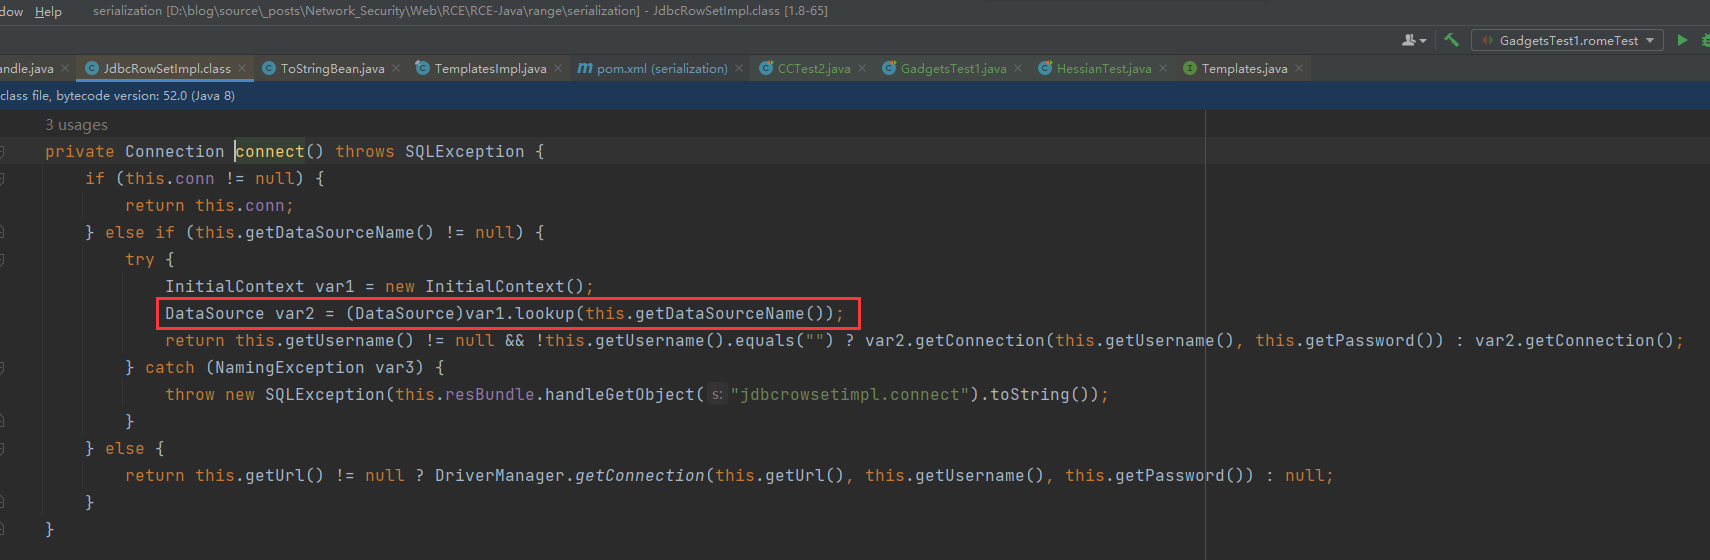 dow Help serialization [D:\blog\source\_posts\Network_Security\Web\RCE\RCE-Java\range\serialization] - JdbcRowSetImpl.class [1.8-65]
GadgetsTest1.romeTest
andle.java JdbcRowSetImpl.class ToStringBean.java TemplatesImpl.java pom.xml (serialization) CCTest2.java GadgetsTest1.java HessianTest.java Templates.java
class file, bytecode version: 52.0 (Java 8)
3 usages
private Connection connect() throws SQLException {
if (this.conn != null) {
return this.conn;
} else if (this.getDataSourceName() != null) {
try {
InitialContext var1 = new InitialContext();
DataSource var2 = (DataSource)var1.lookup(this.getDataSourceName());
return this.getUsername() != null && !this.getUsername().equals("") ? var2.getConnection(this.getUsername(), this.getPassword()) : var2.getConnection();
} catch (NamingException var3) {
throw new SQLException(this.resBundle.handleGetObject( s: "jdbcrowsetimpl.connect").toString());
}
} else {
return this.getUrl() != null ? DriverManager.getConnection(this.getUrl(), this.getUsername(), this.getPassword()) : null;
}
}